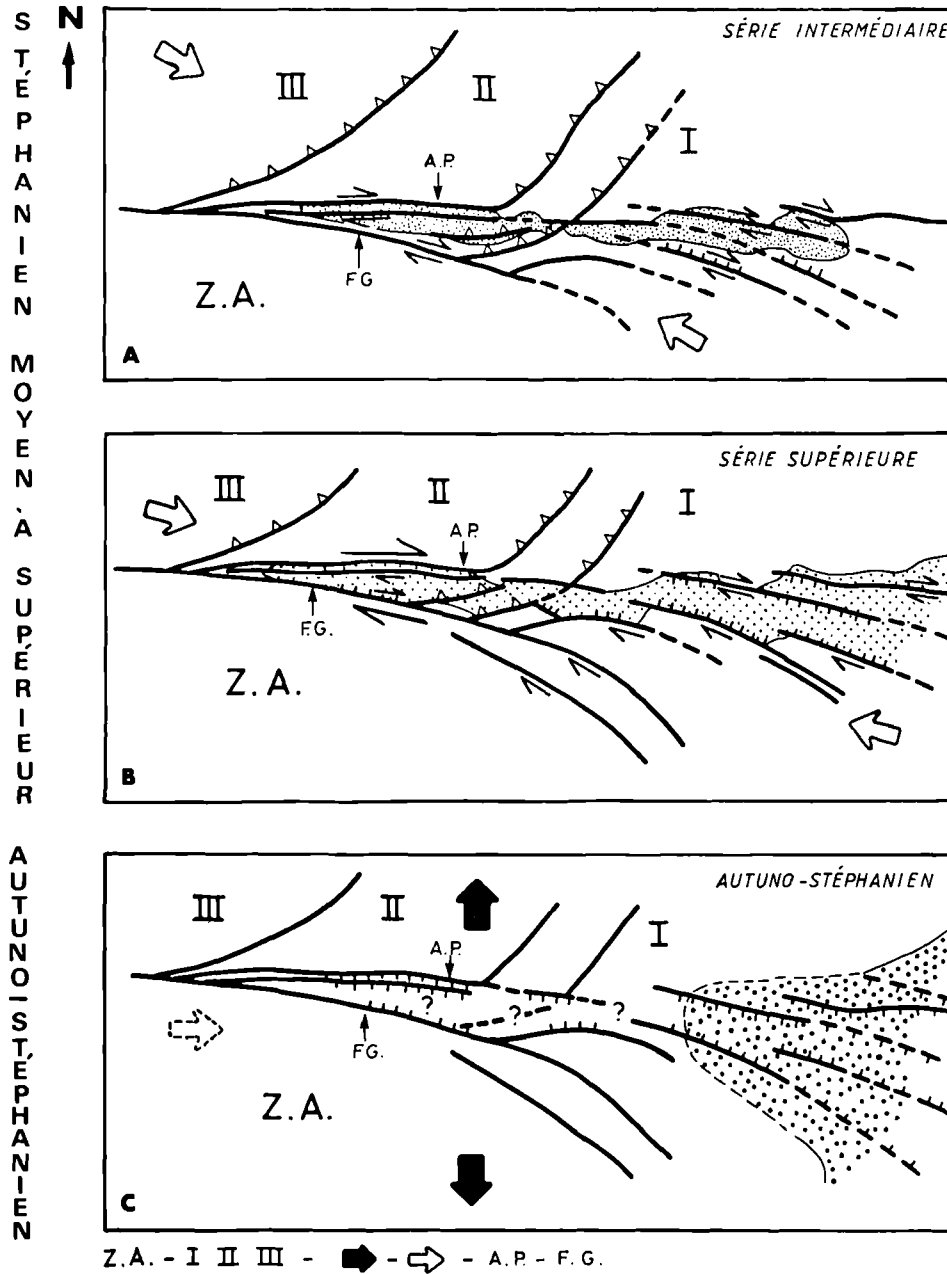 STÉPHANIEN MOYEN À SUPÉRIEUR
N
SÉRIE INTERMÉDIAIRE
III
II
I
A.P.
F.G
Z.A.
A
SÉRIE SUPÉRIEURE
III
II
I
A.P.
F.G.
Z.A.
B
AUTUNO-STÉPHANIEN
AUTUNO-STÉPHANIEN
III
II
I
A.P.
?
?
?
F.G.
Z.A.
C
Z.A. - I II III - - - A.P. - F.G.